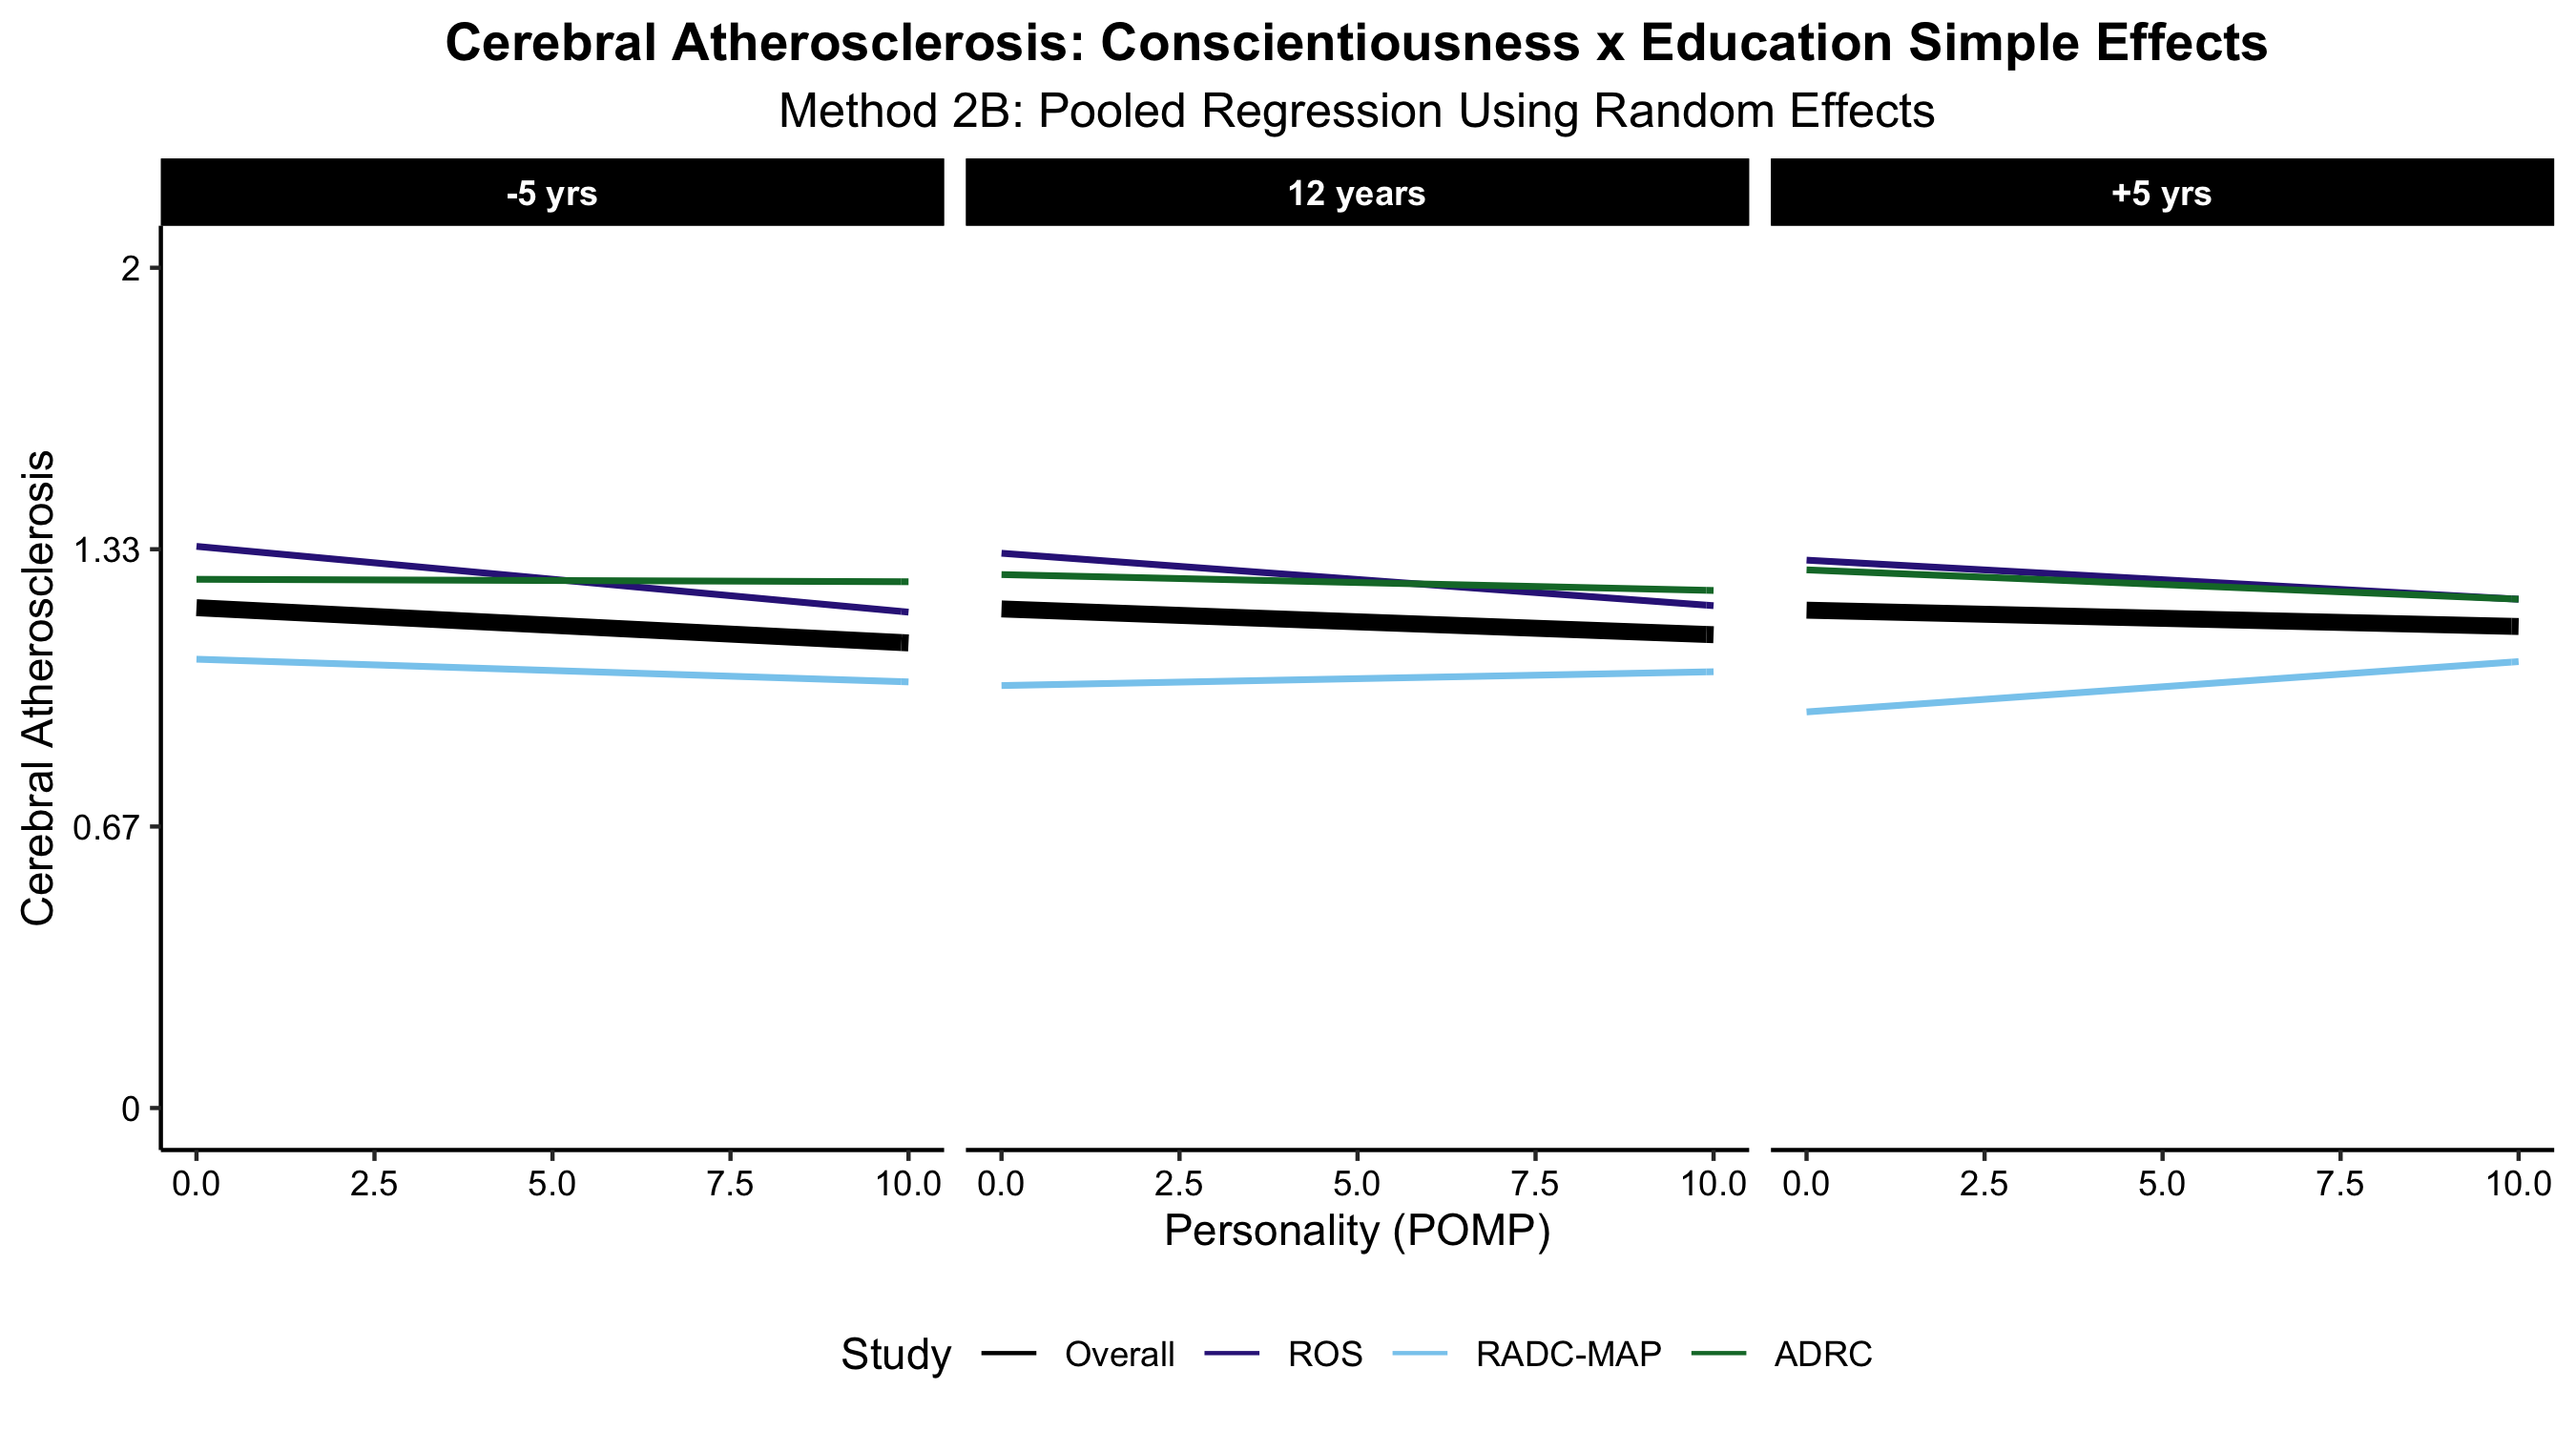 Cerebral Atherosclerosis: Conscientiousness x Education Simple Effects
Method 2B: Pooled Regression Using Random Effects
-5 yrs
12 years
+5 yrs
Cerebral Atherosclerosis
2
1.33
0.67
0
0.0 2.5 5.0 7.5 10.0
0.0 2.5 5.0 7.5 10.0
0.0 2.5 5.0 7.5 10.0
Personality (POMP)
Study Overall ROS RADC-MAP ADRC